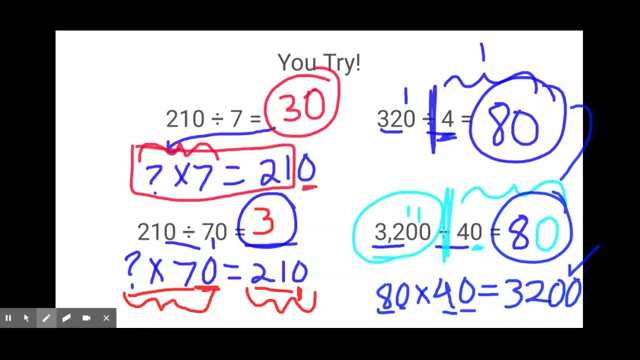 You Try!
210 ÷ 7 = 30
? × 7 = 210
210 ÷ 70 = 3
? × 70 = 210
320 ÷ 4 = 80
3,200 ÷ 40 = 80
80 × 40 = 3200